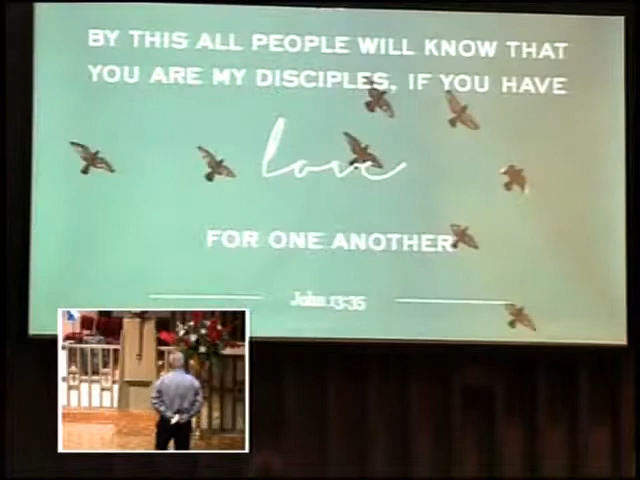 BY THIS ALL PEOPLE WILL KNOW THAT
YOU ARE MY DISCIPLES, IF YOU HAVE
love
FOR ONE ANOTHER
John 13:35